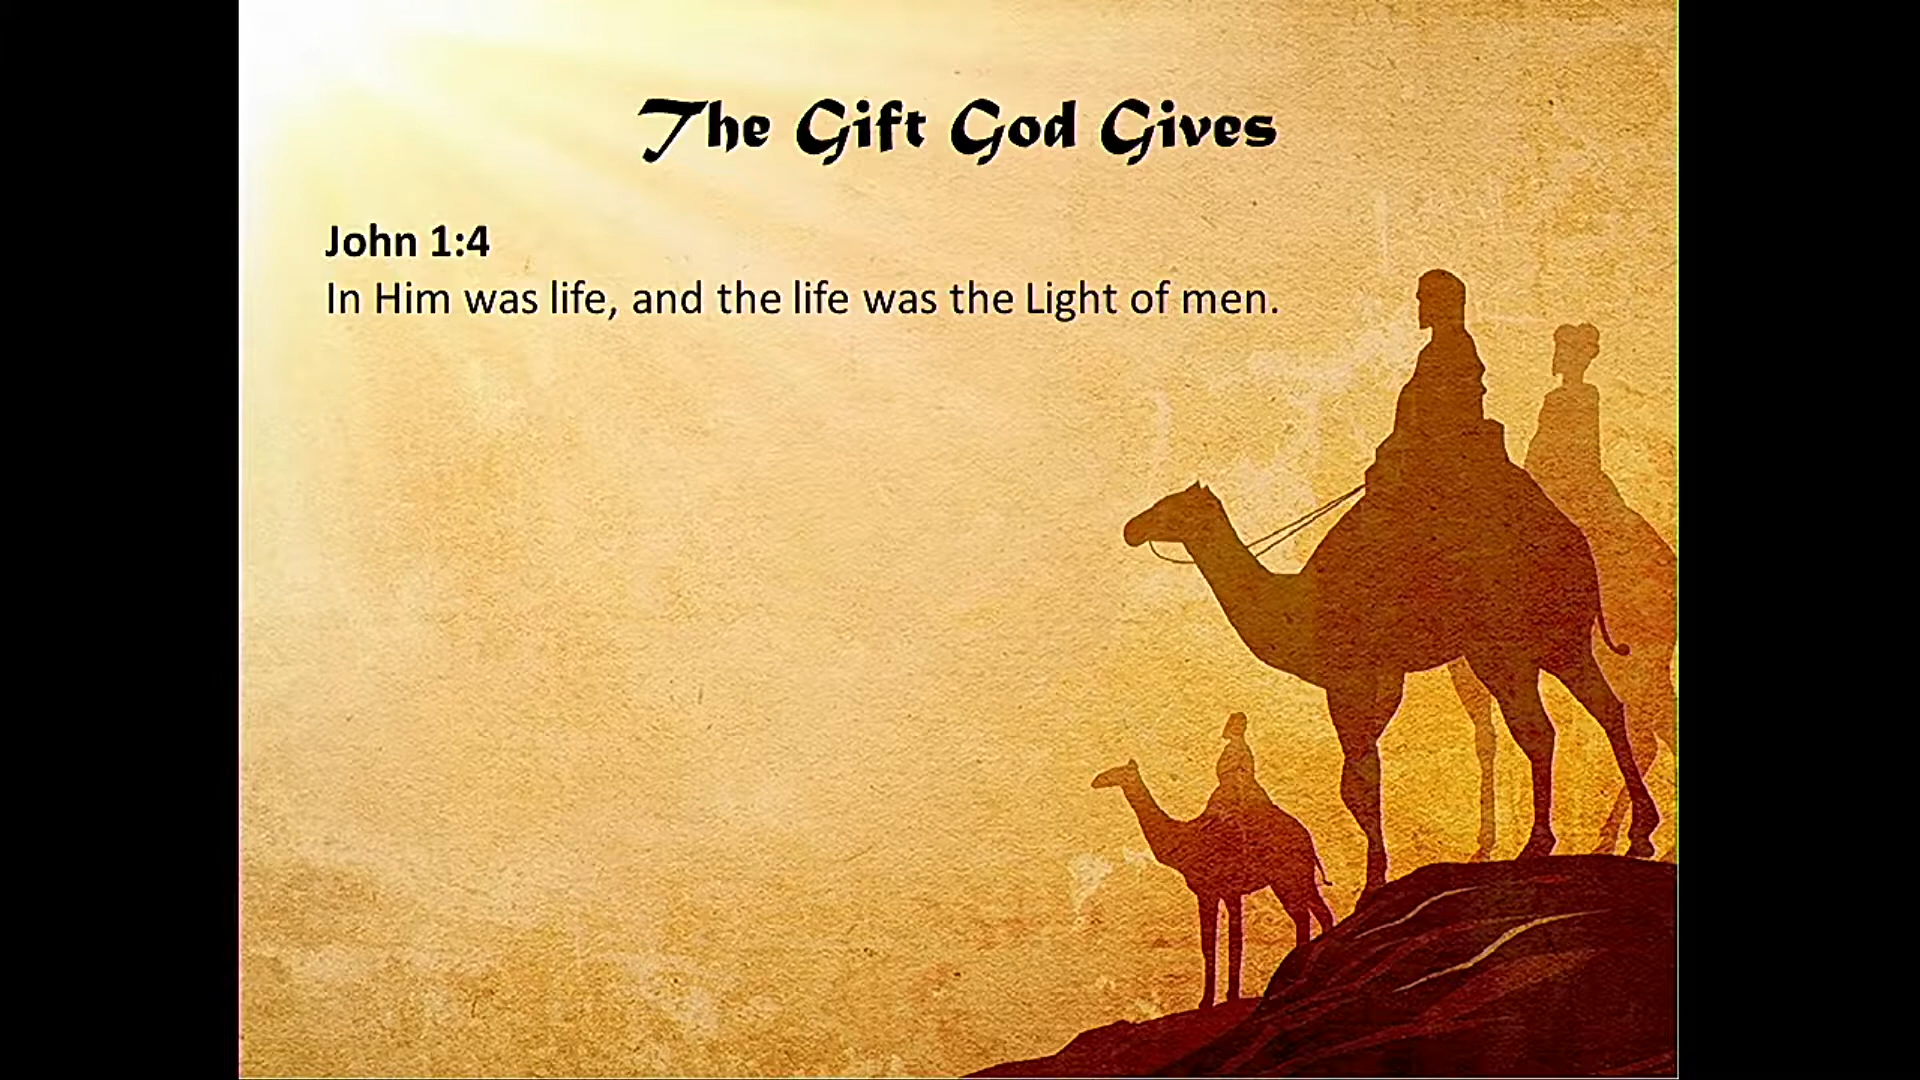 The Gift God Gives
John 1:4
In Him was life, and the life was the Light of men.